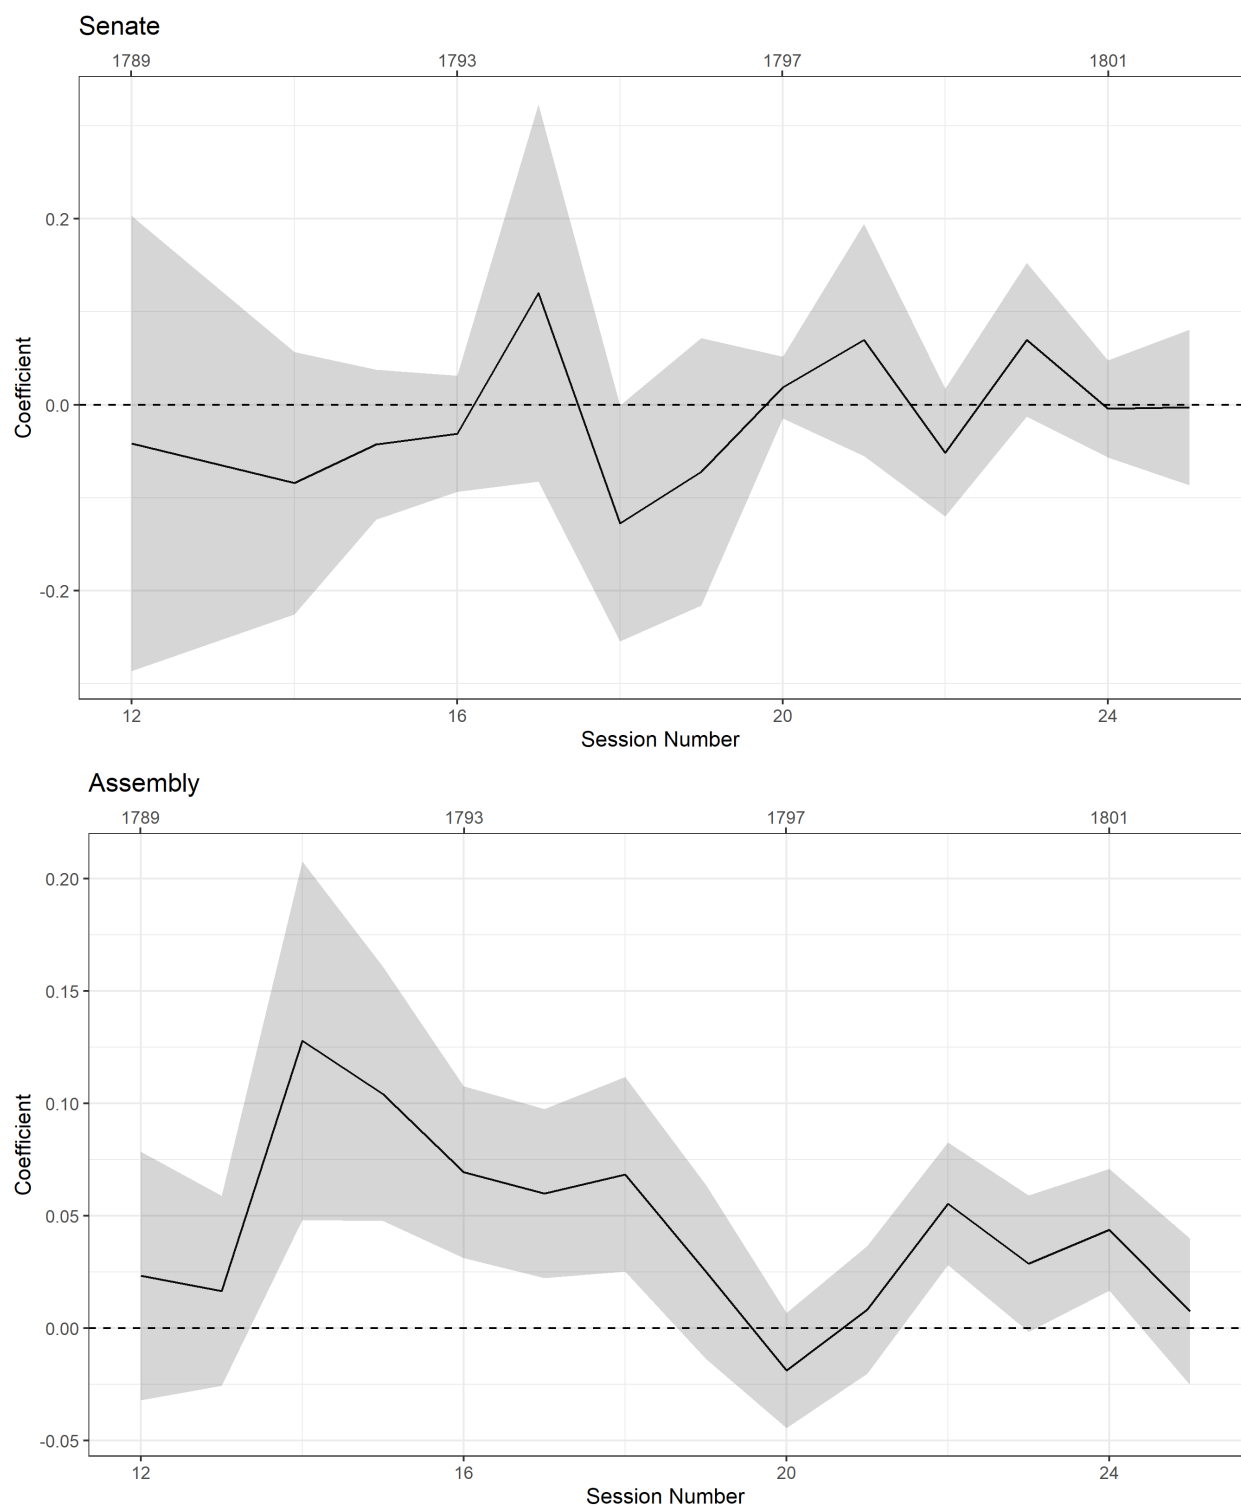 Senate
1789 1793 1797 1801
0.2
0.0
-0.2
Coefficient
12 16 20 24
Session Number
Assembly
1789 1793 1797 1801
0.20
0.15
0.10
0.05
0.00
-0.05
Coefficient
12 16 20 24
Session Number